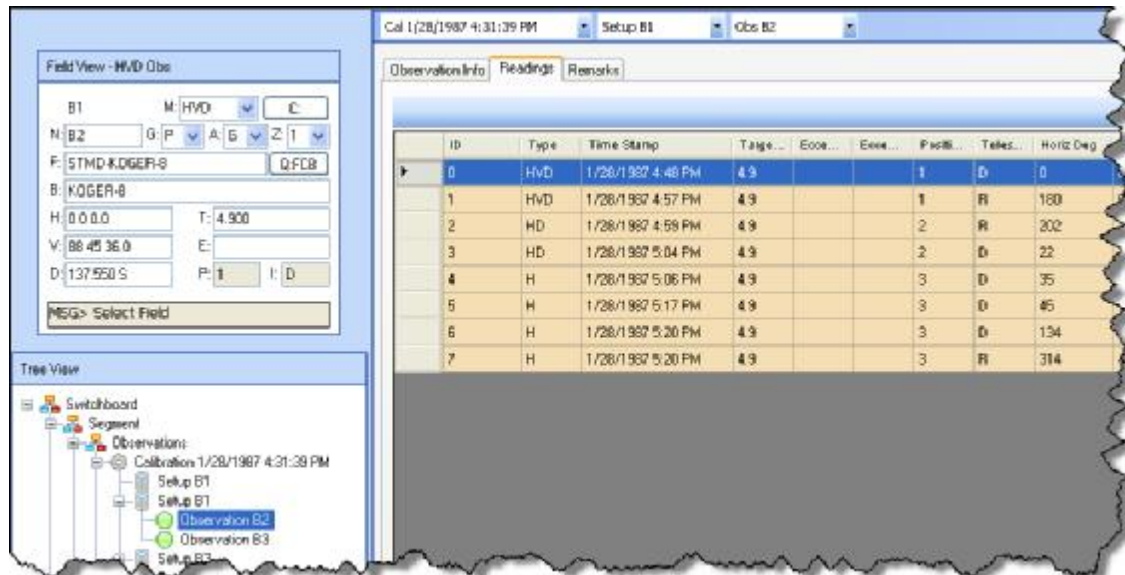 Cal 1/28/1987 4:31:39 PM Setup B1 Obs B2
Field View - HVD Obs
B1 M: HVD C:
N: B2 G: P A: 6 Z: 1
F: STMD-KOGER-8 Q:FCB
B: KOGER-8
H: 0 0 0.0 T: 4.900
V: 88 45 36.0 E:
D: 137.550 S P: 1 I: D
MSG> Select Field
Observation Info Readings Remarks
ID Type Time Stamp Targe... Ecce... Ecce... Positi... Teles... Horiz Deg
0 HVD 1/28/1987 4:48 PM 4.9 1 D 0
1 HVD 1/28/1987 4:57 PM 4.9 1 R 180
2 HD 1/28/1987 4:59 PM 4.9 2 R 202
3 HD 1/28/1987 5:04 PM 4.9 2 D 22
4 H 1/28/1987 5:06 PM 4.9 3 D 35
5 H 1/28/1987 5:17 PM 4.9 3 D 45
6 H 1/28/1987 5:20 PM 4.9 3 D 134
7 H 1/28/1987 5:20 PM 4.9 3 R 314
Tree View
Switchboard
Segment
Observations
Calibration 1/28/1987 4:31:39 PM
Setup B1
Setup B1
Observation B2
Observation B3
Setup B3